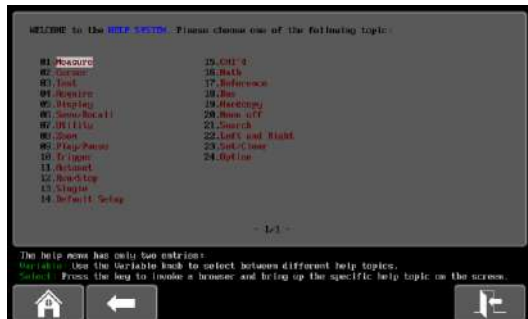 WELCOME to the HELP SYSTEM. Please choose one of the following topic:
01.Measure
02.Cursor
03.Test
04.Acquire
05.Display
06.Save/Recall
07.Utility
08.Zoom
09.Play/Pause
10.Trigger
11.Autoset
12.Run/Stop
13.Single
14.Default Setup
15.CH1~4
16.Math
17.Reference
18.Bus
19.Hardcopy
20.Menu off
21.Search
22.Left and Right
23.Set/Clear
24.Option
- 1/1 -
The help menu has only two entries:
Variable: Use the Variable knob to select between different help topics.
Select: Press the key to invoke a browser and bring up the specific help topic on the screen.